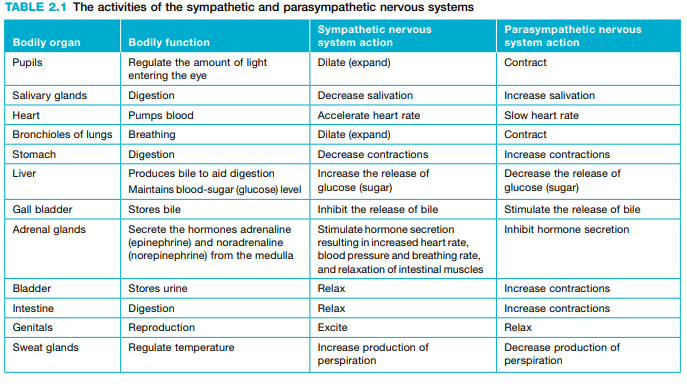 TABLE 2.1 The activities of the sympathetic and parasympathetic nervous systems
Bodily organ
Bodily function
Sympathetic nervous
system action
Parasympathetic nervous
system action
Pupils
Regulate the amount of light
entering the eye
Dilate (expand)
Contract
Salivary glands
Digestion
Decrease salivation
Increase salivation
Heart
Pumps blood
Accelerate heart rate
Slow heart rate
Bronchioles of lungs
Breathing
Dilate (expand)
Contract
Stomach
Digestion
Decrease contractions
Increase contractions
Liver
Produces bile to aid digestion
Maintains blood-sugar (glucose) level
Increase the release of
glucose (sugar)
Decrease the release of
glucose (sugar)
Gall bladder
Stores bile
Inhibit the release of bile
Stimulate the release of bile
Adrenal glands
Secrete the hormones adrenaline
(epinephrine) and noradrenaline
(norepinephrine) from the medulla
Stimulate hormone secretion
resulting in increased heart rate,
blood pressure and breathing rate,
and relaxation of intestinal muscles
Inhibit hormone secretion
Bladder
Stores urine
Relax
Increase contractions
Intestine
Digestion
Relax
Increase contractions
Genitals
Reproduction
Excite
Relax
Sweat glands
Regulate temperature
Increase production of
perspiration
Decrease production of
perspiration